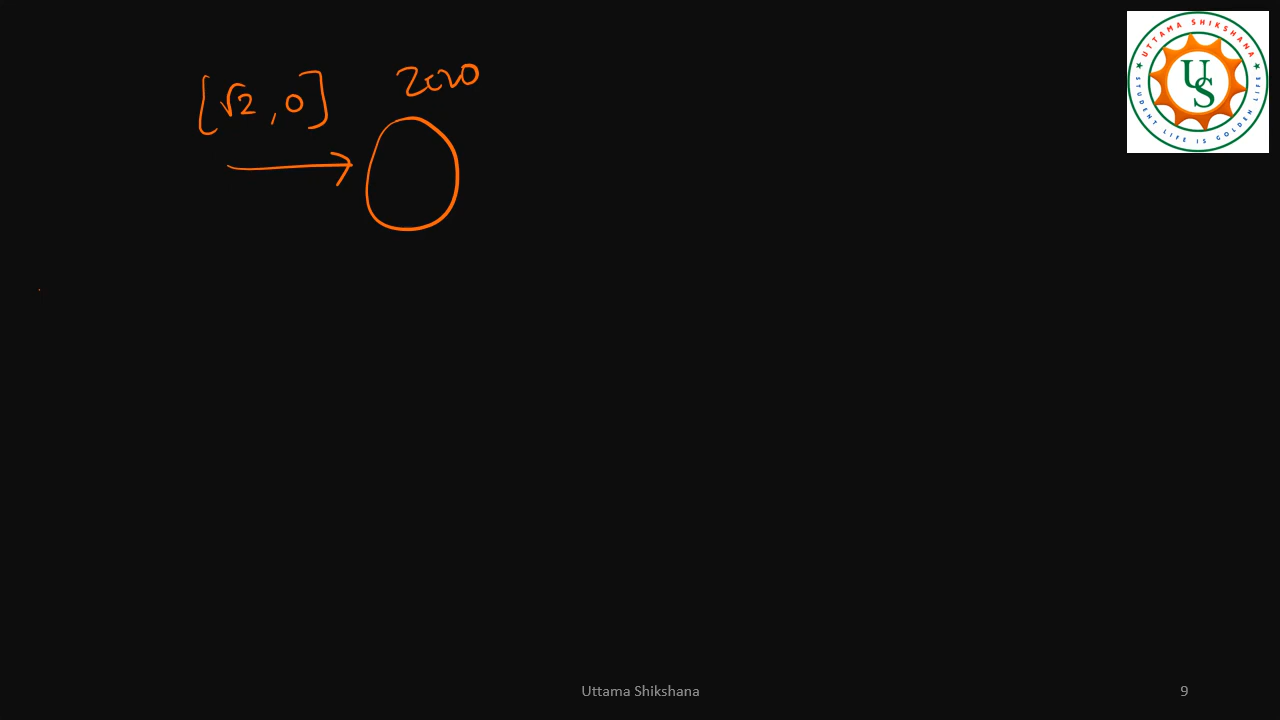 [√2, 0]
Zero
UTTAMA SHIKSHANA
US
STUDENT LIFE IS GOLDEN LIFE
Uttama Shikshana
9